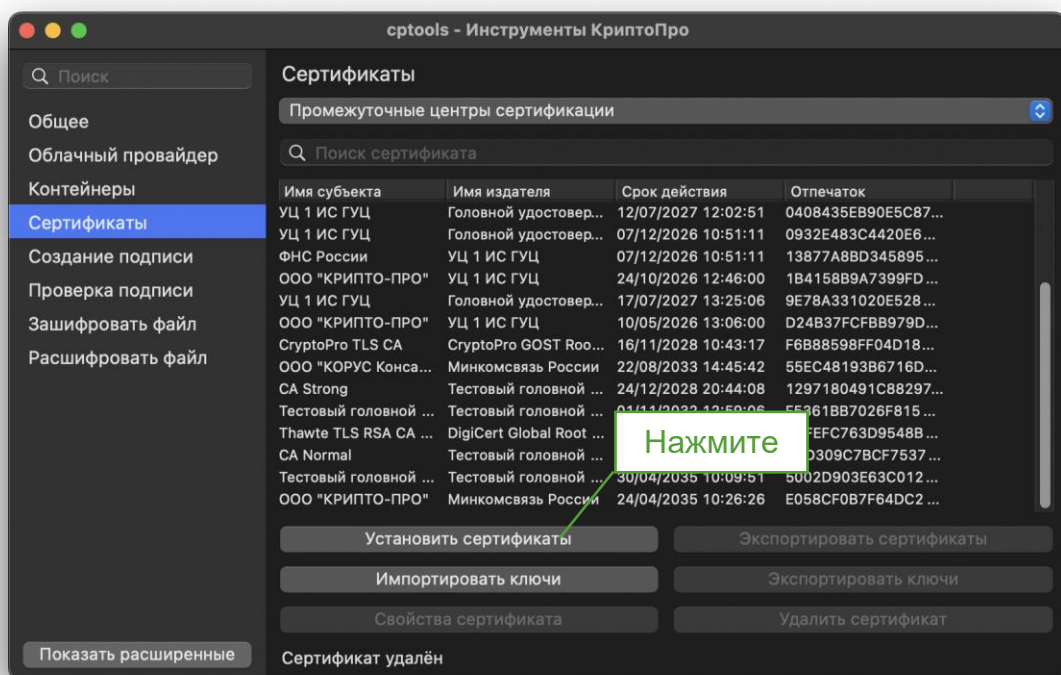 cptools - Инструменты КриптоПро
Поиск
Общее
Облачный провайдер
Контейнеры
Сертификаты
Создание подписи
Проверка подписи
Зашифровать файл
Расшифровать файл
Показать расширенные
Сертификаты
Промежуточные центры сертификации
Поиск сертификата
Имя субъекта Имя издателя Срок действия Отпечаток
УЦ 1 ИС ГУЦ Головной удостовер... 12/07/2027 12:02:51 0408435EB90E5C87...
УЦ 1 ИС ГУЦ Головной удостовер... 07/12/2026 10:51:11 0932E483C4420E6...
ФНС России УЦ 1 ИС ГУЦ 07/12/2026 10:51:11 13877A8BD345895...
ООО "КРИПТО-ПРО" УЦ 1 ИС ГУЦ 24/10/2026 12:46:00 1B4158B9A7399FD...
УЦ 1 ИС ГУЦ Головной удостовер... 17/07/2027 13:25:06 9E78A331020E528...
ООО "КРИПТО-ПРО" УЦ 1 ИС ГУЦ 10/05/2026 13:06:00 D24B37FCFBB979D...
CryptoPro TLS CA CryptoPro GOST Roo... 16/11/2028 10:43:17 F6B88598FF04D18...
ООО "КОРУС Конса... Минкомсвязь России 22/08/2033 14:45:42 55EC48193B6716D...
CA Strong Тестовый головной ... 24/12/2028 20:44:08 1297180491C88297...
Тестовый головной ... Тестовый головной ... 01/11/2032 12:59:06 F5361BB7026F815...
Thawte TLS RSA CA ... DigiCert Global Root ... FEFC763D9548B...
CA Normal Тестовый головной ... 309C7BCF7537...
Тестовый головной ... Тестовый головной ... 30/04/2035 10:09:51 5002D903E63C012...
ООО "КРИПТО-ПРО" Минкомсвязь России 24/04/2035 10:26:26 E058CF0B7F64DC2 ...
Нажмите
Установить сертификаты Экспортировать сертификаты
Импортировать ключи Экспортировать ключи
Свойства сертификата Удалить сертификат
Сертификат удалён